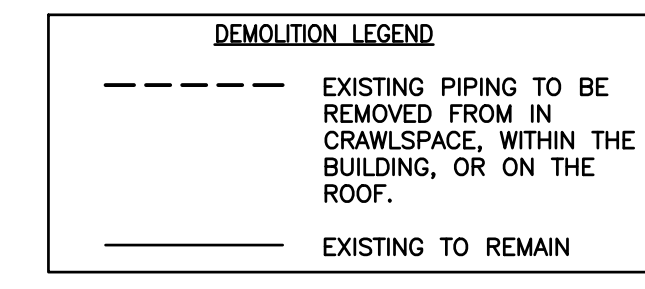 DEMOLITION LEGEND
EXISTING PIPING TO BE
REMOVED FROM IN
CRAWLSPACE, WITHIN THE
BUILDING, OR ON THE
ROOF.
EXISTING TO REMAIN